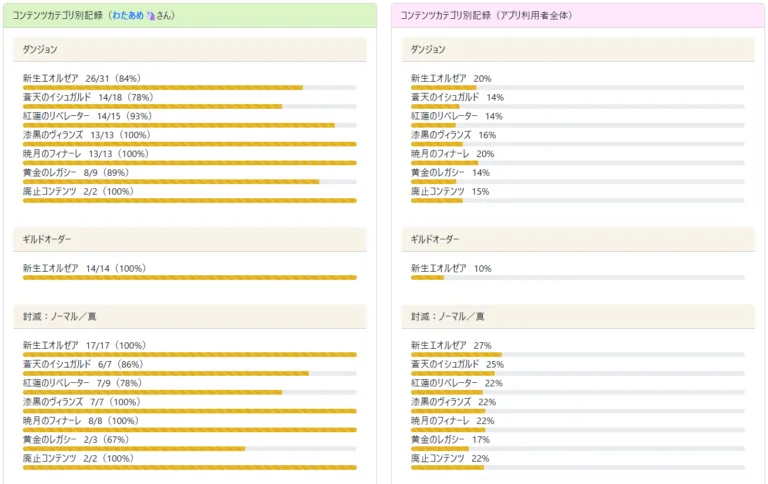 コンテンツカテゴリ別記録（わたあめ🦄さん）
ダンジョン
新生エオルゼア 26/31（84%）
蒼天のイシュガルド 14/18（78%）
紅蓮のリベレーター 14/15（93%）
漆黒のヴィランズ 13/13（100%）
暁月のフィナーレ 13/13（100%）
黄金のレガシー 8/9（89%）
廃止コンテンツ 2/2（100%）
ギルドオーダー
新生エオルゼア 14/14（100%）
討滅：ノーマル／真
新生エオルゼア 17/17（100%）
蒼天のイシュガルド 6/7（86%）
紅蓮のリベレーター 7/9（78%）
漆黒のヴィランズ 7/7（100%）
暁月のフィナーレ 8/8（100%）
黄金のレガシー 2/3（67%）
廃止コンテンツ 2/2（100%）
コンテンツカテゴリ別記録（アプリ利用者全体）
ダンジョン
新生エオルゼア 20%
蒼天のイシュガルド 14%
紅蓮のリベレーター 14%
漆黒のヴィランズ 16%
暁月のフィナーレ 20%
黄金のレガシー 14%
廃止コンテンツ 15%
ギルドオーダー
新生エオルゼア 10%
討滅：ノーマル／真
新生エオルゼア 27%
蒼天のイシュガルド 25%
紅蓮のリベレーター 22%
漆黒のヴィランズ 22%
暁月のフィナーレ 22%
黄金のレガシー 17%
廃止コンテンツ 22%